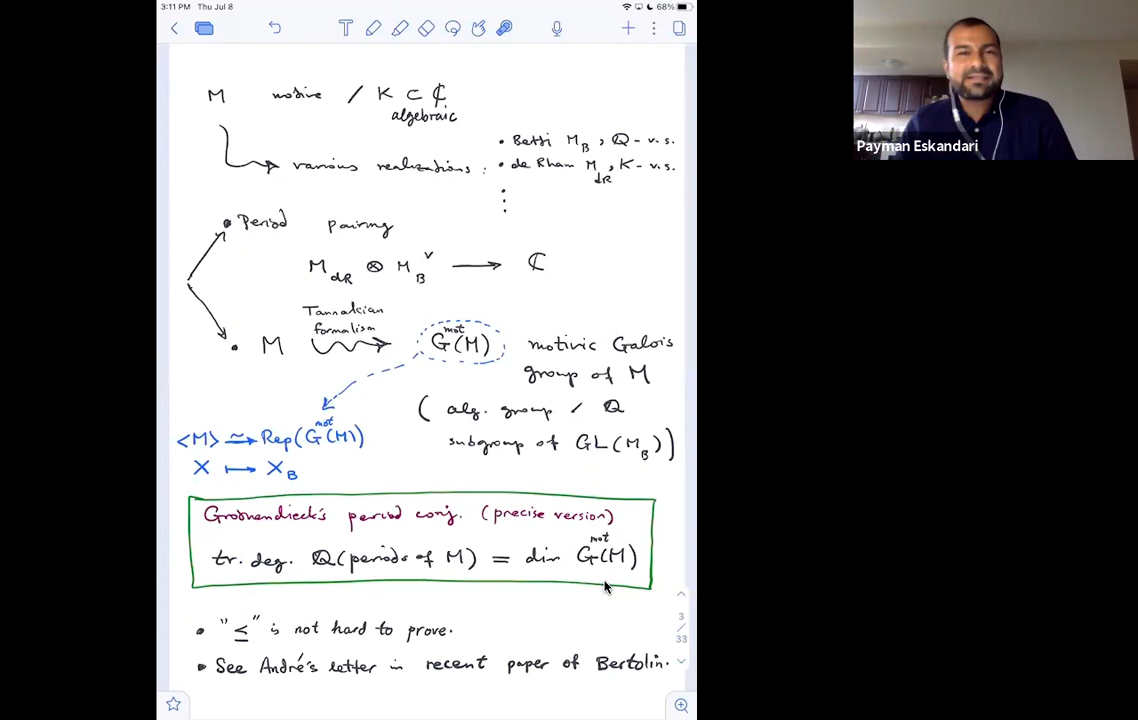 3:11 PM Thu Jul 8
68%
M motive / K ⊂ ℂ
algebraic
various realizations : • Betti M_B , ℚ - v.s.
• de Rham M_dR , K - v.s.
⋮
• Period pairing
M_dR ⊗ M_B^∨ ⟶ ℂ
• M Tannakian formalism G^mot(M) motivic Galois
group of M
( alg. group / ℚ
subgroup of GL(M_B) )
<M> ≃→ Rep(G^mot(M))
X ⟼ X_B
Grothendieck's period conj. (precise version)
tr. deg. ℚ(periods of M) = dim G^mot(M)
• "≤" is not hard to prove.
• See André's letter in recent paper of Bertolin.
3
/
33
Payman Eskandari